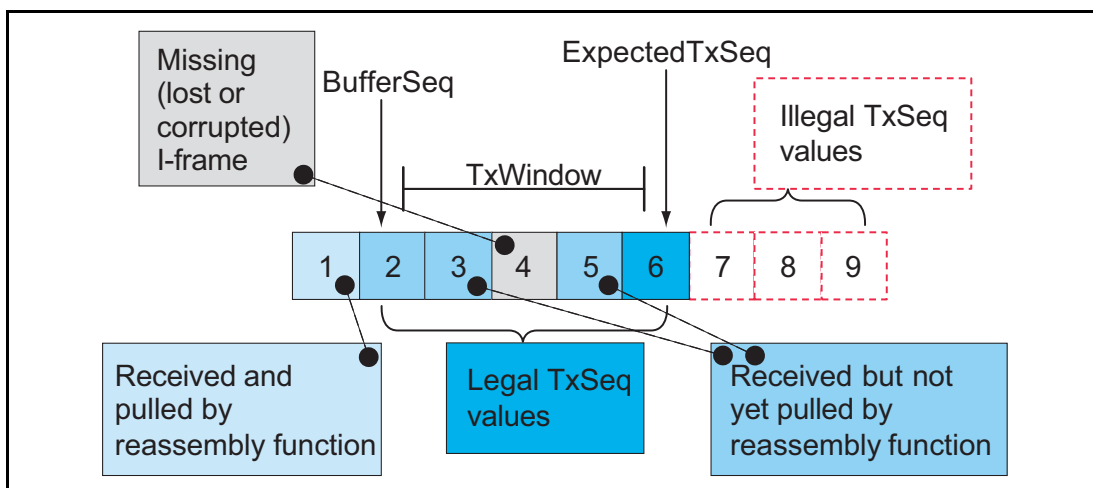 Missing
(lost or
corrupted)
I-frame
BufferSeq
ExpectedTxSeq
TxWindow
Illegal TxSeq
values
1 2 3 4 5 6 7 8 9
Received and
pulled by
reassembly function
Legal TxSeq
values
Received but not
yet pulled by
reassembly function